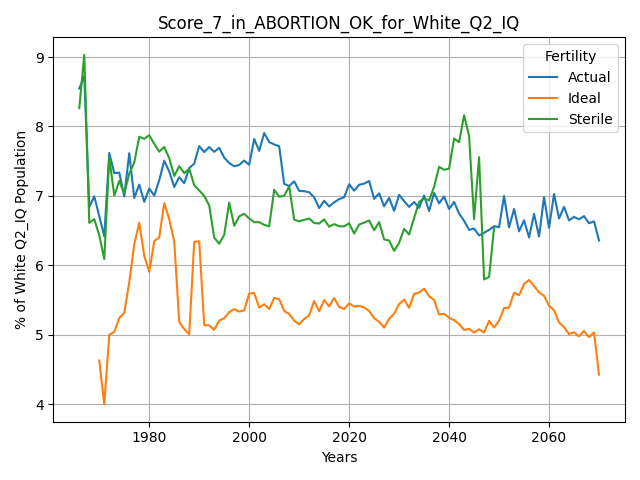 Score_7_in_ABORTION_OK_for_White_Q2_IQ
% of White Q2_IQ Population
9
8
7
6
5
4
Fertility
Actual
Ideal
Sterile
1980
2000
2020
2040
2060
Years